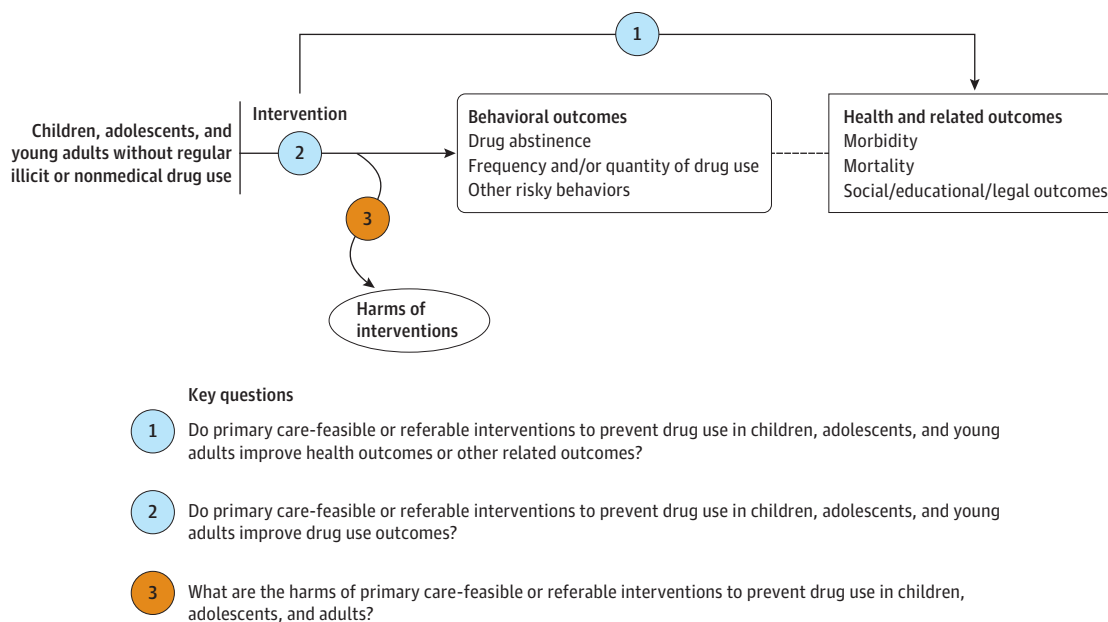 1
Intervention
Children, adolescents, and
young adults without regular
illicit or nonmedical drug use
2
3
Behavioral outcomes
Drug abstinence
Frequency and/or quantity of drug use
Other risky behaviors
Health and related outcomes
Morbidity
Mortality
Social/educational/legal outcomes
Harms of
interventions
Key questions
1 Do primary care-feasible or referable interventions to prevent drug use in children, adolescents, and young
adults improve health outcomes or other related outcomes?
2 Do primary care-feasible or referable interventions to prevent drug use in children, adolescents, and young
adults improve drug use outcomes?
3 What are the harms of primary care-feasible or referable interventions to prevent drug use in children,
adolescents, and adults?